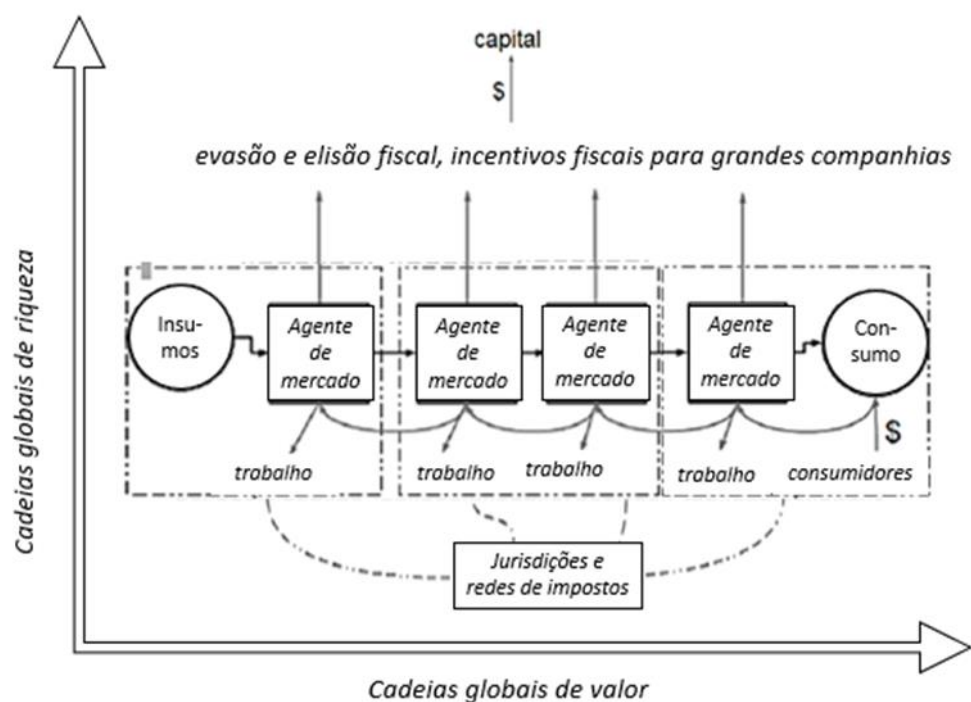 capital
$
evasão e elisão fiscal, incentivos fiscais para grandes companhias
Cadeias globais de riqueza
Insu-
mos
Agente
de
mercado
Agente
de
mercado
Agente
de
mercado
Agente
de
mercado
Con-
sumo
$
trabalho
trabalho
trabalho
trabalho
consumidores
Jurisdições e
redes de impostos
Cadeias globais de valor